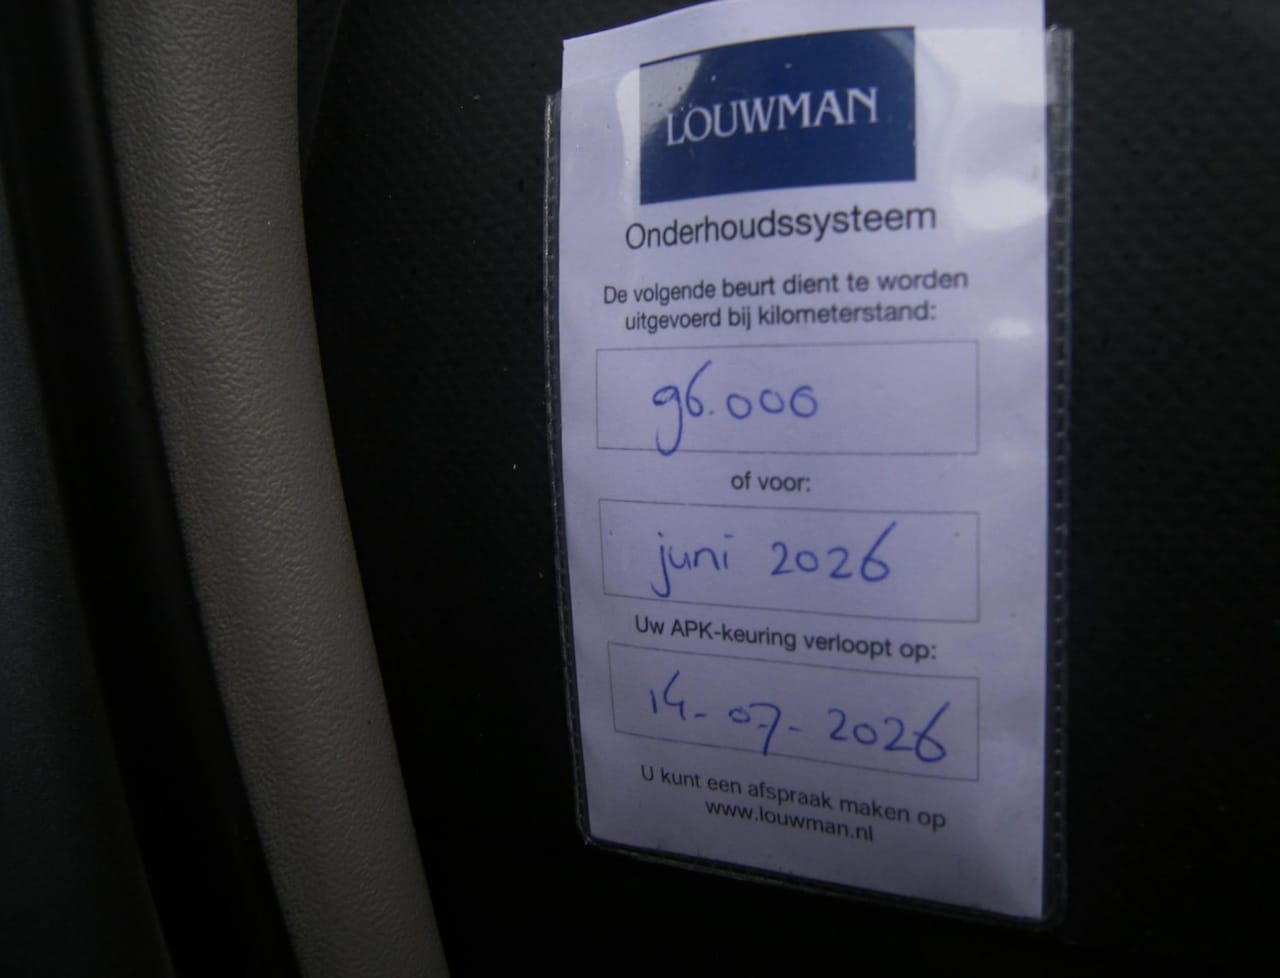 LOUWMAN
Onderhoudssysteem
De volgende beurt dient te worden
uitgevoerd bij kilometerstand:
96.000
of voor:
juni 2026
Uw APK-keuring verloopt op:
14-07-2026
U kunt een afspraak maken op
www.louwman.nl